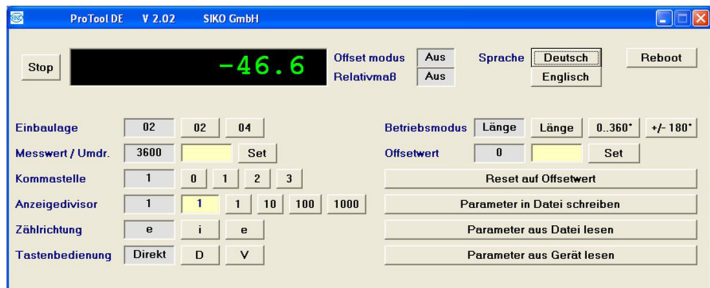 ProTool DE V 2.02 SIKO GmbH
Stop -46.6 Offset modus Aus Sprache Deutsch Reboot
Relativmaß Aus Englisch
Einbaulage 02 02 04 Betriebsmodus Länge Länge 0..360° +/- 180°
Messwert / Umdr. 3600 Set Offsetwert 0 Set
Kommastelle 1 0 1 2 3 Reset auf Offsetwert
Anzeigedivisor 1 1 1 10 100 1000 Parameter in Datei schreiben
Zählrichtung e i e Parameter aus Datei lesen
Tastenbedienung Direkt D V Parameter aus Gerät lesen